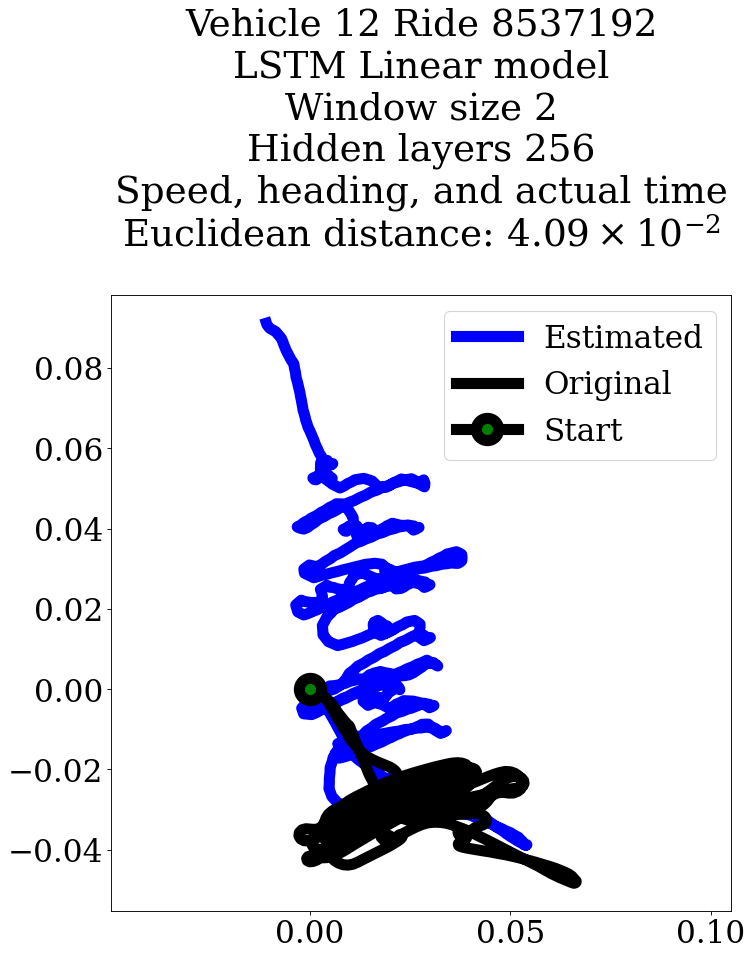 Vehicle 12 Ride 8537192
LSTM Linear model
Window size 2
Hidden layers 256
Speed, heading, and actual time
Euclidean distance: 4.09 × 10⁻²
Estimated
Original
Start
0.08
0.06
0.04
0.02
0.00
−0.02
−0.04
0.00 0.05 0.10